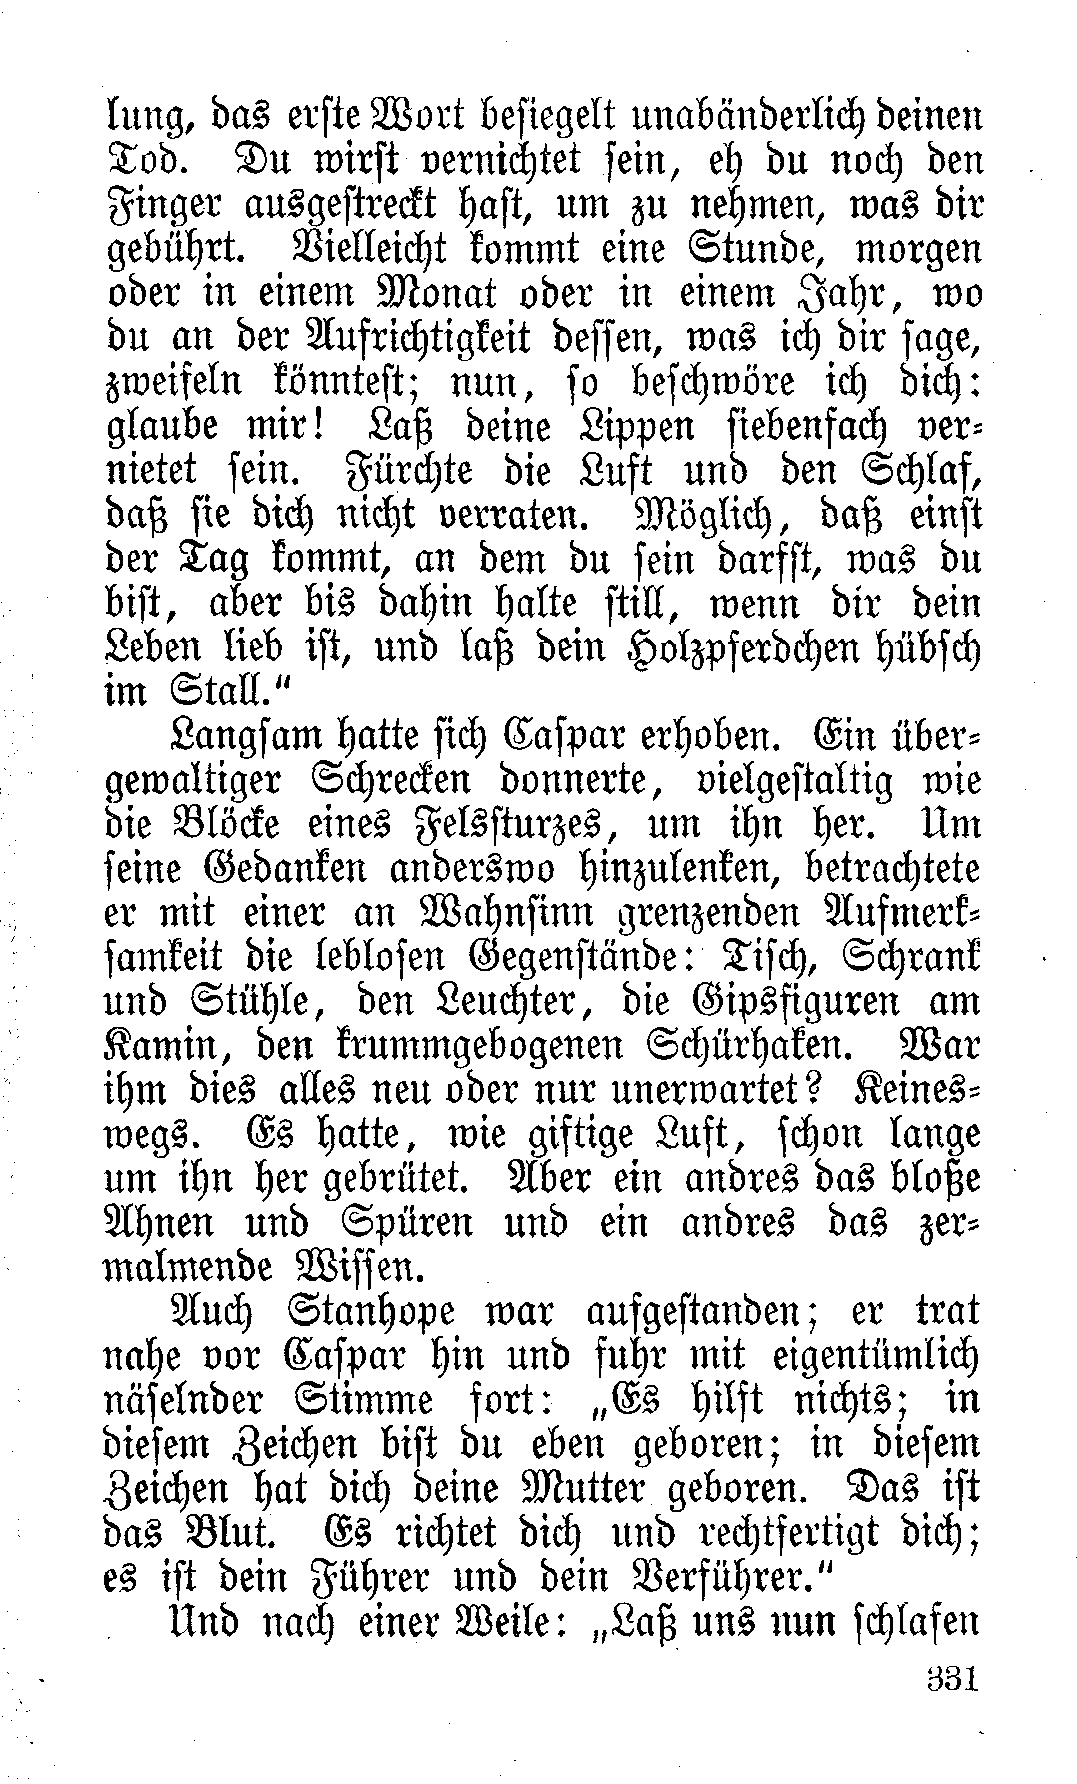 lung, das erste Wort besiegelt unabänderlich deinen
Tod. Du wirst vernichtet sein, eh du noch den
Finger ausgestreckt hast, um zu nehmen, was dir
gebührt. Vielleicht kommt eine Stunde, morgen
oder in einem Monat oder in einem Jahr, wo
du an der Aufrichtigkeit dessen, was ich dir sage,
zweifeln könntest; nun, so beschwöre ich dich:
glaube mir! Laß deine Lippen siebenfach ver-
nietet sein. Fürchte die Luft und den Schlaf,
daß sie dich nicht verraten. Möglich, daß einst
der Tag kommt, an dem du sein darfst, was du
bist, aber bis dahin halte still, wenn dir dein
Leben lieb ist, und laß dein Holzpferdchen hübsch
im Stall."
Langsam hatte sich Caspar erhoben. Ein über-
gewaltiger Schrecken donnerte, vielgestaltig wie
die Blöcke eines Felssturzes, um ihn her. Um
seine Gedanken anderswo hinzulenken, betrachtete
er mit einer an Wahnsinn grenzenden Aufmerk-
samkeit die leblosen Gegenstände: Tisch, Schrank
und Stühle, den Leuchter, die Gipsfiguren am
Kamin, den krummgebogenen Schürhaken. War
ihm dies alles neu oder nur unerwartet? Keines-
wegs. Es hatte, wie giftige Luft, schon lange
um ihn her gebrütet. Aber ein andres das bloße
Ahnen und Spüren und ein andres das zer-
malmende Wissen.
Auch Stanhope war aufgestanden; er trat
nahe vor Caspar hin und fuhr mit eigentümlich
näselnder Stimme fort: „Es hilft nichts; in
diesem Zeichen bist du eben geboren; in diesem
Zeichen hat dich deine Mutter geboren. Das ist
das Blut. Es richtet dich und rechtfertigt dich;
es ist dein Führer und dein Verführer."
Und nach einer Weile: „Laß uns nun schlafen
331